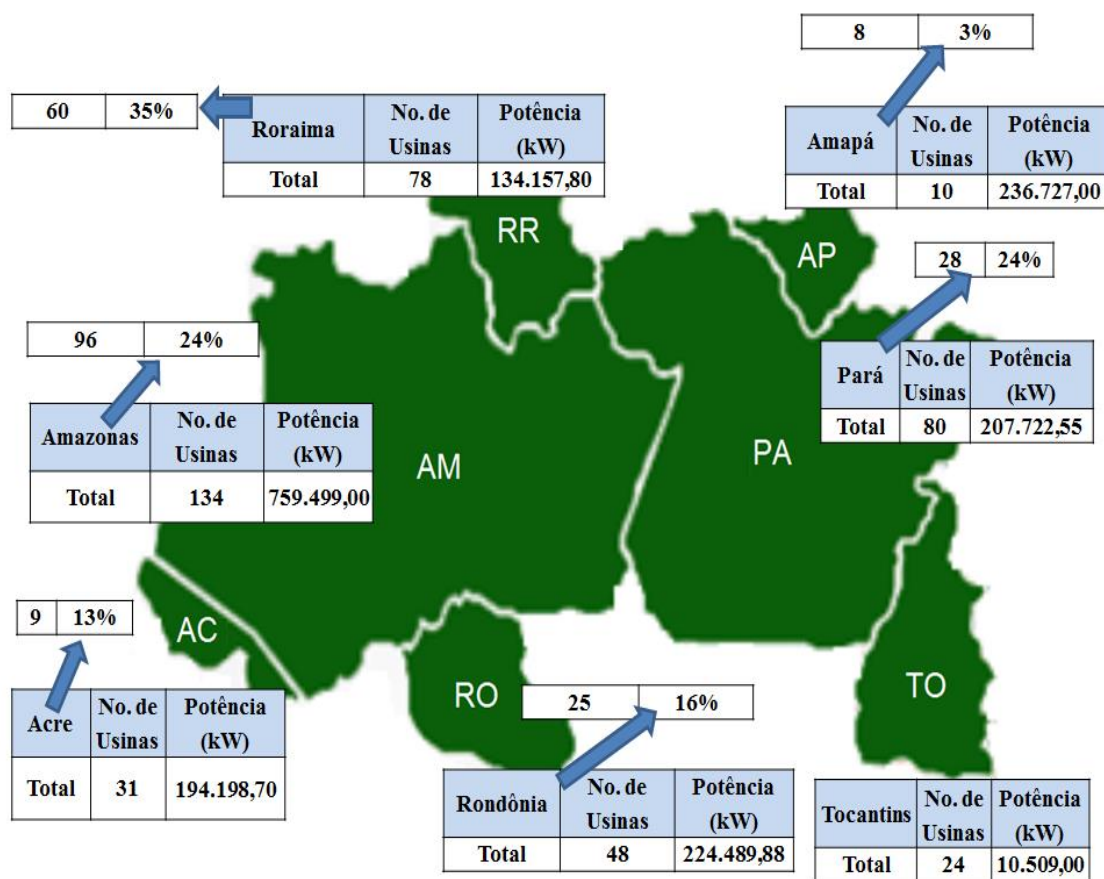 8 3%
60 35%
Roraima No. de Usinas Potência (kW)
Total 78 134.157,80
Amapá No. de Usinas Potência (kW)
Total 10 236.727,00
RR
AP
28 24%
96 24%
Pará No. de Usinas Potência (kW)
Total 80 207.722,55
Amazonas No. de Usinas Potência (kW)
Total 134 759.499,00
AM
PA
9 13%
AC
Acre No. de Usinas Potência (kW)
Total 31 194.198,70
RO
25 16%
TO
Rondônia No. de Usinas Potência (kW)
Total 48 224.489,88
Tocantins No. de Usinas Potência (kW)
Total 24 10.509,00